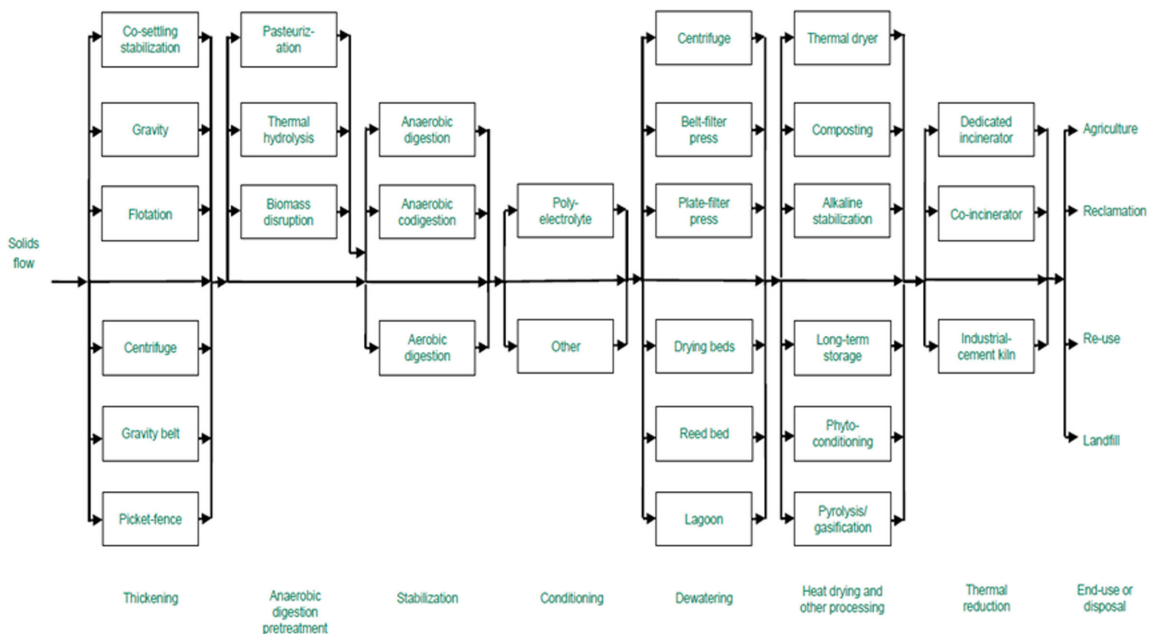 Solids
flow
Co-settling
stabilization
Gravity
Flotation
Centrifuge
Gravity belt
Picket-fence
Thickening
Pasteuriz-
ation
Thermal
hydrolysis
Biomass
disruption
Anaerobic
digestion
pretreatment
Anaerobic
digestion
Anaerobic
codigestion
Aerobic
digestion
Stabilization
Poly-
electrolyte
Other
Conditioning
Centrifuge
Belt-filter
press
Plate-filter
press
Drying beds
Reed bed
Lagoon
Dewatering
Thermal dryer
Composting
Alkaline
stabilization
Long-term
storage
Phyto-
conditioning
Pyrolysis/
gasification
Heat drying and
other processing
Dedicated
incinerator
Co-incinerator
Industrial-
cement kiln
Thermal
reduction
Agriculture
Reclamation
Re-use
Landfill
End-use or
disposal